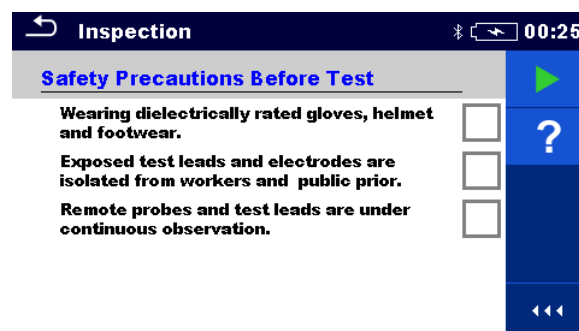 Inspection
00:25
Safety Precautions Before Test
Wearing dielectrically rated gloves, helmet
and footwear.
Exposed test leads and electrodes are
isolated from workers and public prior.
Remote probes and test leads are under
continuous observation.
?